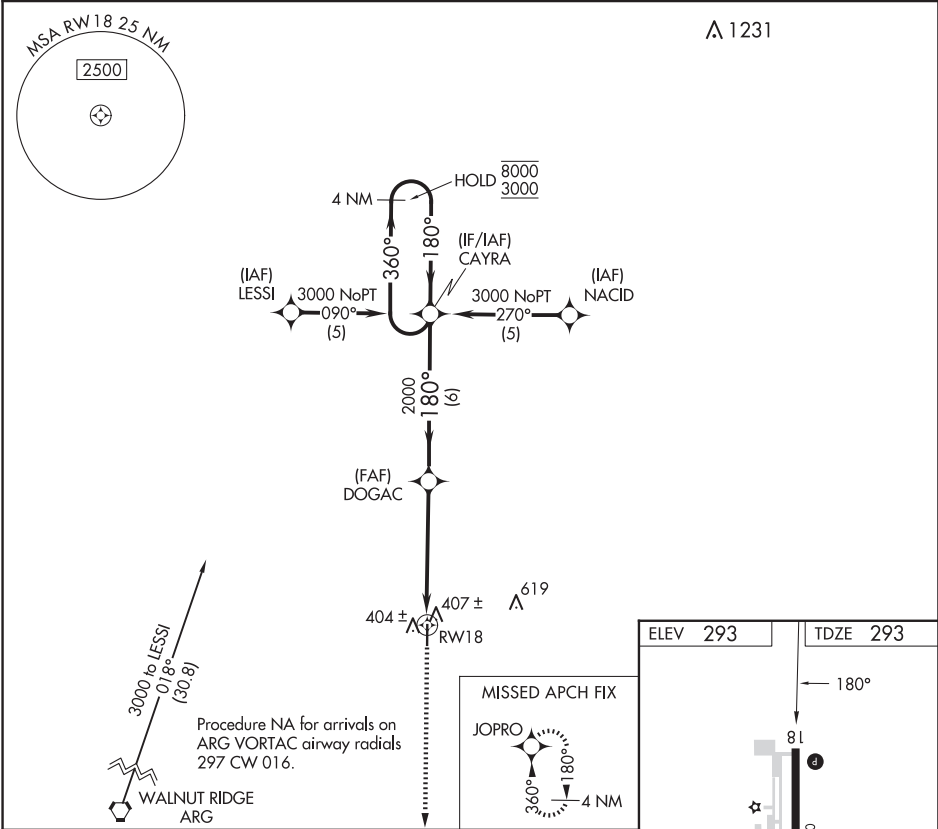 MSA RW18 25 NM
2500
1231
4 NM
HOLD 8000
3000
360°
180°
(IF/IAF)
CAYRA
(IAF)
LESSI
3000 NoPT
090°
(5)
3000 NoPT
270°
(5)
(IAF)
NACID
2000
180°
(6)
(FAF)
DOGAC
404 ±
407 ±
619
RW18
3000 to LESSI
018°
(30.8)
Procedure NA for arrivals on
ARG VORTAC airway radials
297 CW 016.
WALNUT RIDGE
ARG
MISSED APCH FIX
JOPRO
360°
180°
4 NM
ELEV 293
TDZE 293
180°
18
P